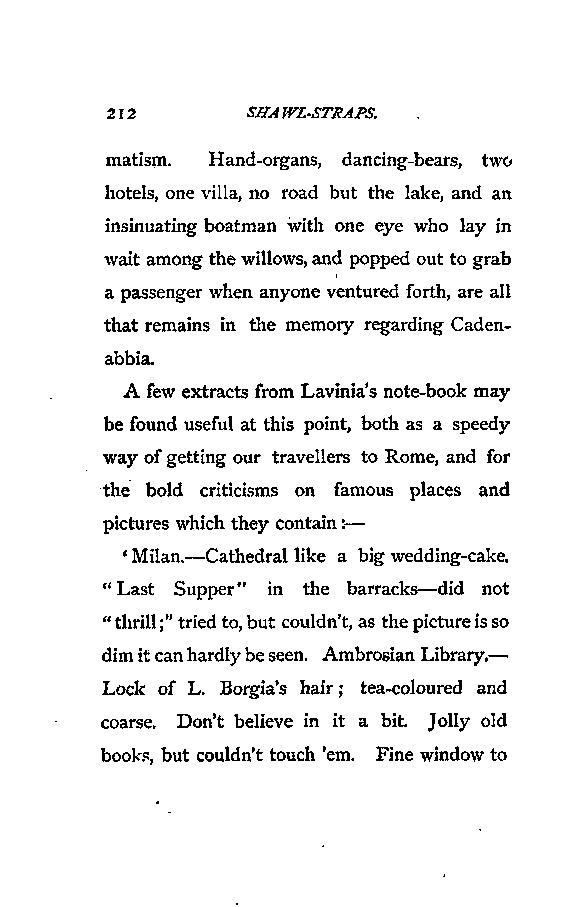 212 SHAWL-STRAPS.
matism. Hand-organs, dancing-bears, two
hotels, one villa, no road but the lake, and an
insinuating boatman with one eye who lay in
wait among the willows, and popped out to grab
a passenger when anyone ventured forth, are all
that remains in the memory regarding Caden-
abbia.
A few extracts from Lavinia's note-book may
be found useful at this point, both as a speedy
way of getting our travellers to Rome, and for
the bold criticisms on famous places and
pictures which they contain:—
‘Milan.—Cathedral like a big wedding-cake.
"Last Supper" in the barracks—did not
"thrill;" tried to, but couldn't, as the picture is so
dim it can hardly be seen. Ambrosian Library.—
Lock of L. Borgia's hair; tea-coloured and
coarse. Don't believe in it a bit. Jolly old
books, but couldn't touch 'em. Fine window to